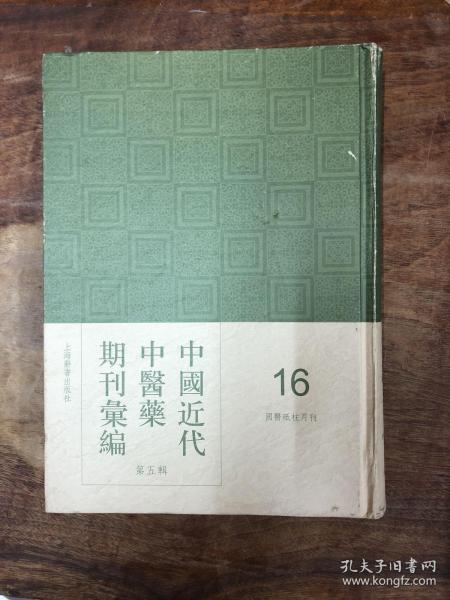 中國近代
中醫藥
期刊彙編
第五輯
上海辭書出版社
16
國醫砥柱月刊
孔夫子旧书网
www.kongfz.com